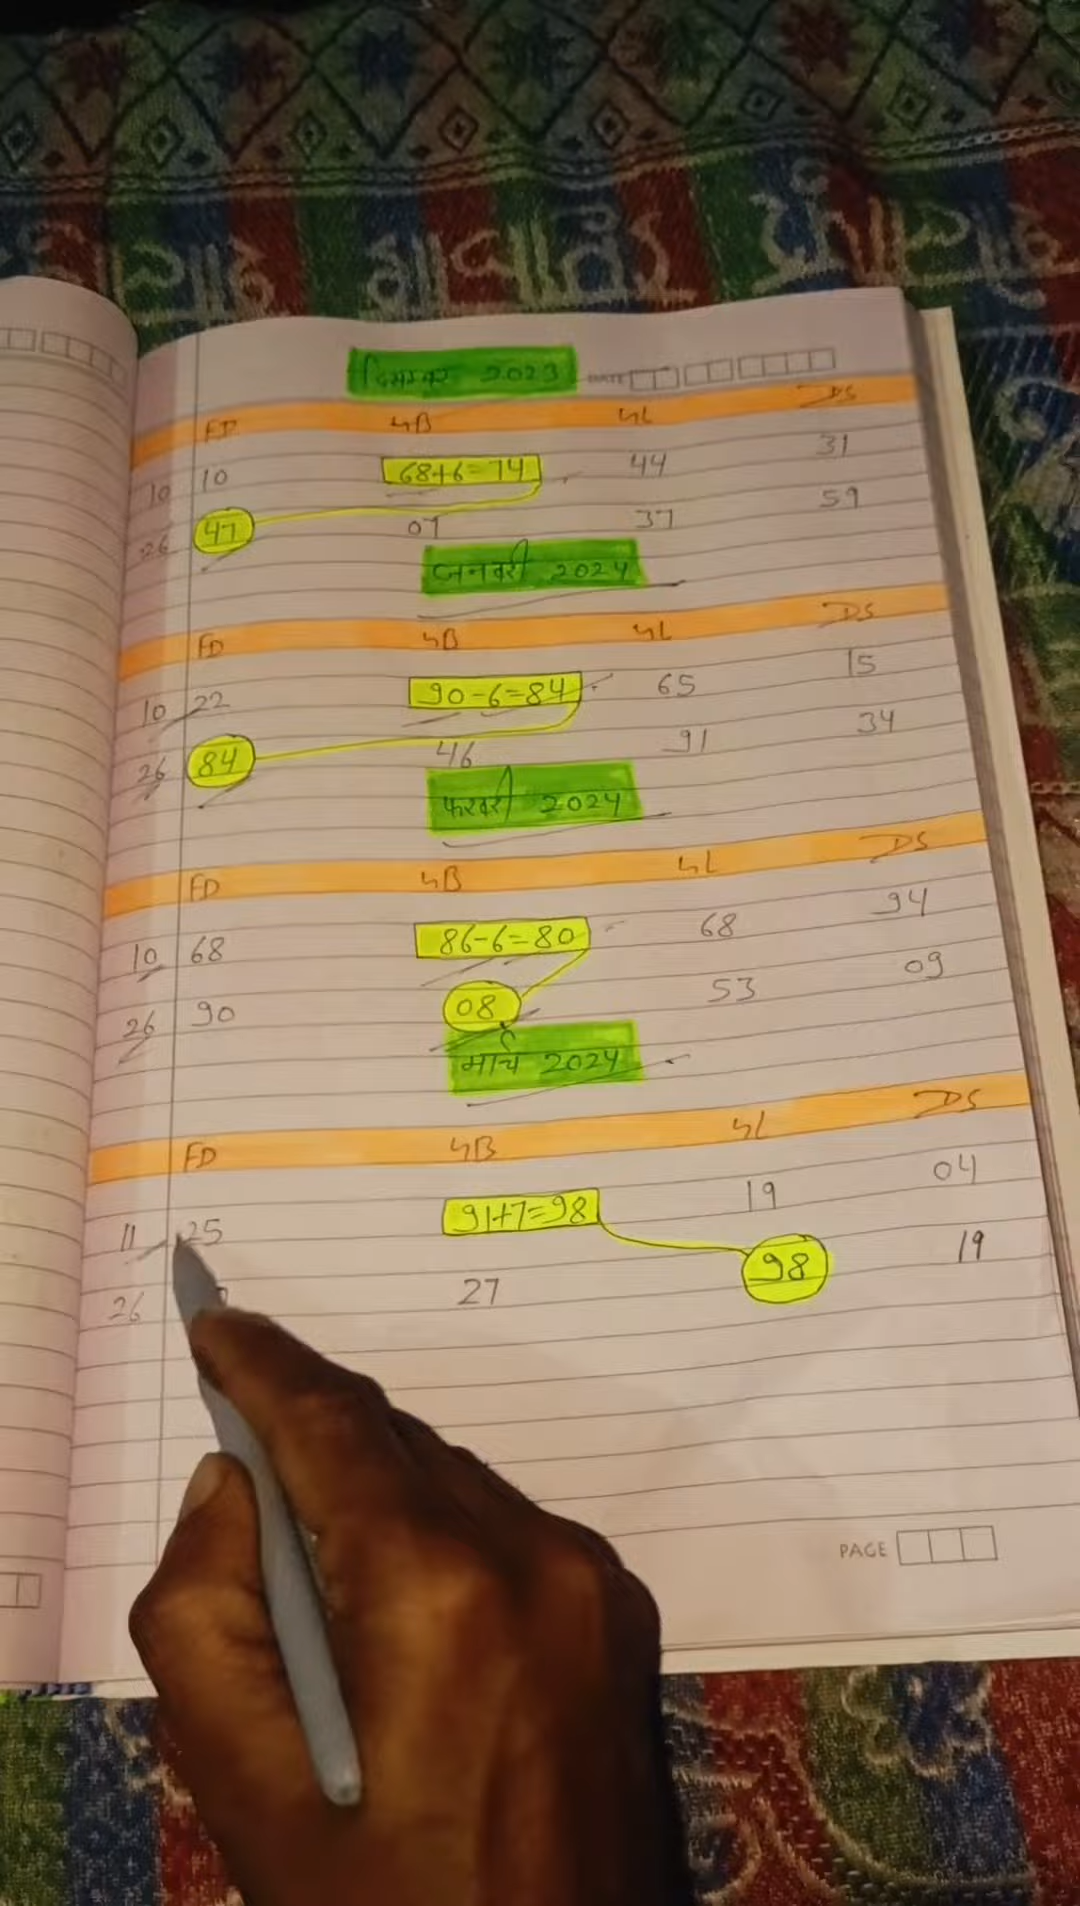 दिसम्बर 2023
DATE
FD GB GL DS
10 10 68+6=74 44 31
26 47 07 37 59
जनवरी 2024
FD GB GL DS
10 22 90-6=84 65 15
26 84 46 91 34
फरवरी 2024
FD GB GL DS
10 68 86-6=80 68 94
26 90 08 53 09
मार्च 2024
FD GB GL DS
11 25 91+7=98 19 04
26 27 98 19
PAGE